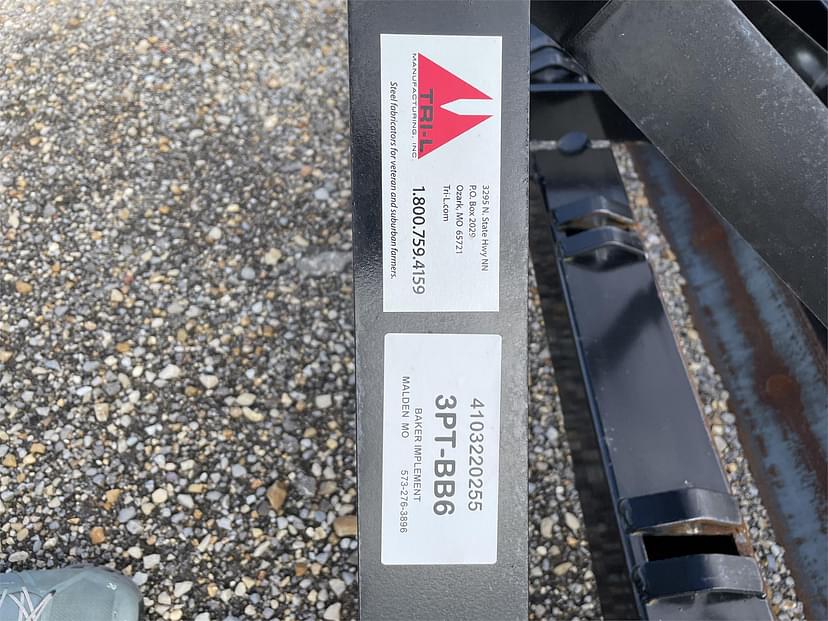 TRI-L
MANUFACTURING, INC.
Steel fabricators for veteran and suburban farmers.
3295 N. State Hwy NN
P.O. Box 2029
Ozark, MO 65721
Tri-L.com
1.800.759.4159
4103220255
3PT-BB6
BAKER IMPLEMENT
MALDEN MO 573-276-3896